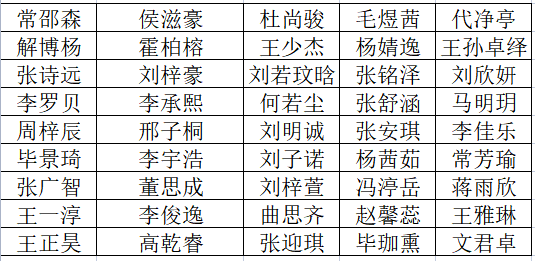 常邵森 侯滋豪 杜尚骏 毛煜茜 代净亭
解博杨 霍柏榕 王少杰 杨婧逸 王孙卓绎
张诗远 刘梓豪 刘若玟晗 张铭泽 刘欣妍
李罗贝 李承熙 何若尘 张舒涵 马明玥
周梓辰 邢子桐 刘明诚 张安琪 李佳乐
毕景琦 李宇浩 刘子诺 杨茜茹 常芳瑜
张广智 董思成 刘梓萱 冯渟岳 蒋雨欣
王一淳 李俊逸 曲思齐 赵馨蕊 王雅琳
王正昊 高乾睿 张迎琪 毕珈熏 文君卓